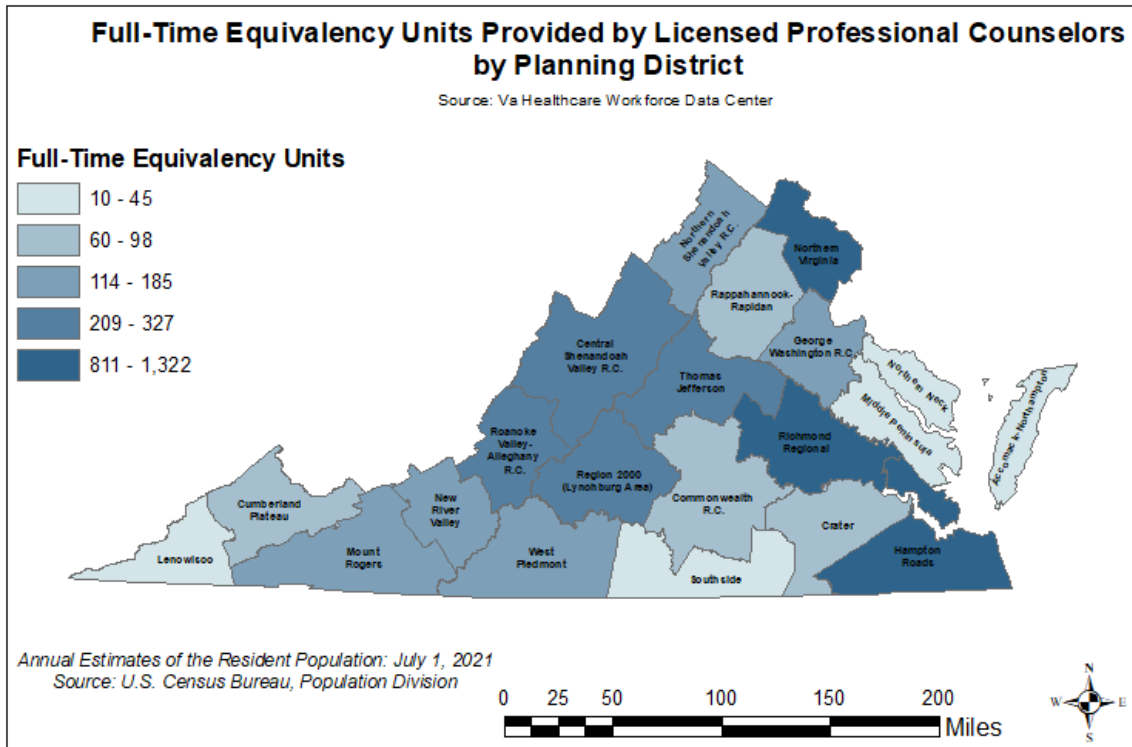 Full-Time Equivalency Units Provided by Licensed Professional Counselors
by Planning District
Source: Va Healthcare Workforce Data Center
Full-Time Equivalency Units
10 - 45
60 - 98
114 - 185
209 - 327
811 - 1,322
Northern
Shenandoah
Valley R.C.
Northern
Virginia
Rappahannock-
Rapidan
Central
Shenandoah
Valley R.C.
George
Washington R.C.
Thomas
Jefferson
Northern Neck
Middle Peninsula
Accomack-Northampton
Roanoke
Valley-
Alleghany
R.C.
Richmond
Regional
Region 2000
(Lynchburg Area)
Commonwealth
R.C.
Cumberland
Plateau
New
River
Valley
Crater
Lenowisco
Mount
Rogers
West
Piedmont
Southside
Hampton
Roads
Annual Estimates of the Resident Population: July 1, 2021
Source: U.S. Census Bureau, Population Division
0 25 50 100 150 200
Miles
N
W E
S